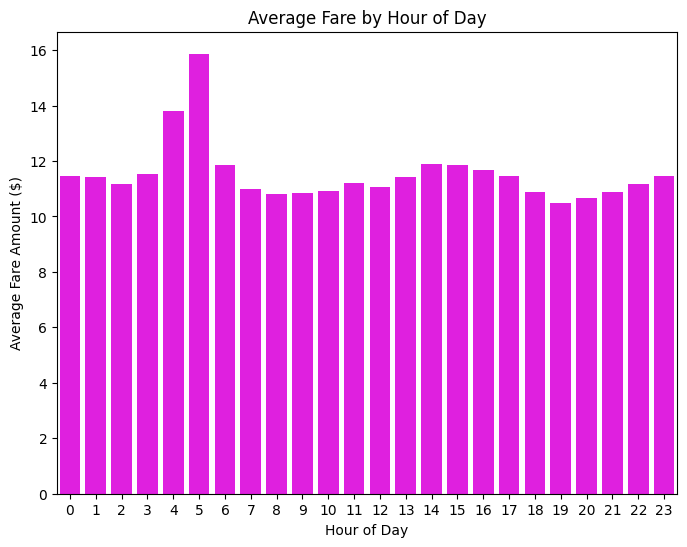 Average Fare by Hour of Day
Average Fare Amount ($)
16
14
12
10
8
6
4
2
0
0 1 2 3 4 5 6 7 8 9 10 11 12 13 14 15 16 17 18 19 20 21 22 23
Hour of Day